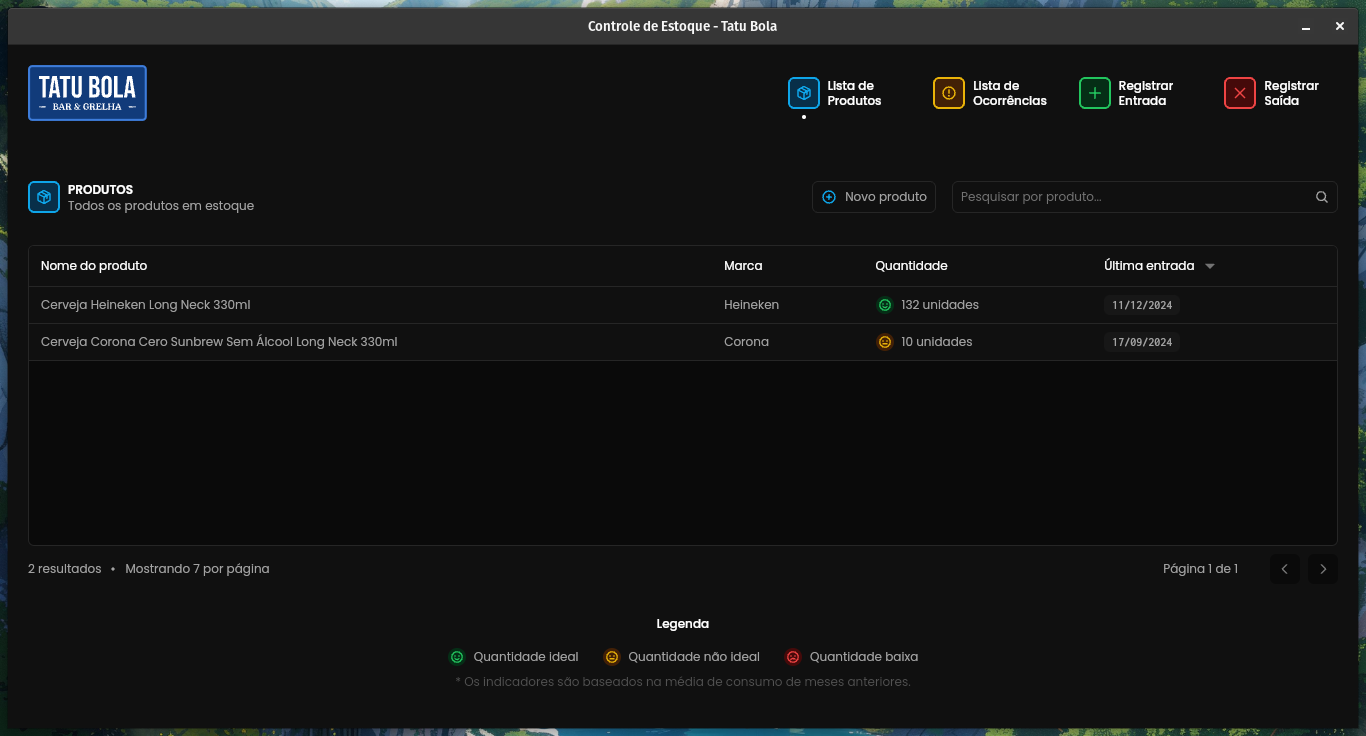 Controle de Estoque - Tatu Bola
TATU BOLA
BAR & GRELHA
Lista de
Produtos
Lista de
Ocorrências
Registrar
Entrada
Registrar
Saída
PRODUTOS
Todos os produtos em estoque
Novo produto
Pesquisar por produto...
Nome do produto Marca Quantidade Última entrada
Cerveja Heineken Long Neck 330ml Heineken 132 unidades 11/12/2024
Cerveja Corona Cero Sunbrew Sem Álcool Long Neck 330ml Corona 10 unidades 17/09/2024
2 resultados • Mostrando 7 por página Página 1 de 1
Legenda
Quantidade ideal Quantidade não ideal Quantidade baixa
* Os indicadores são baseados na média de consumo de meses anteriores.